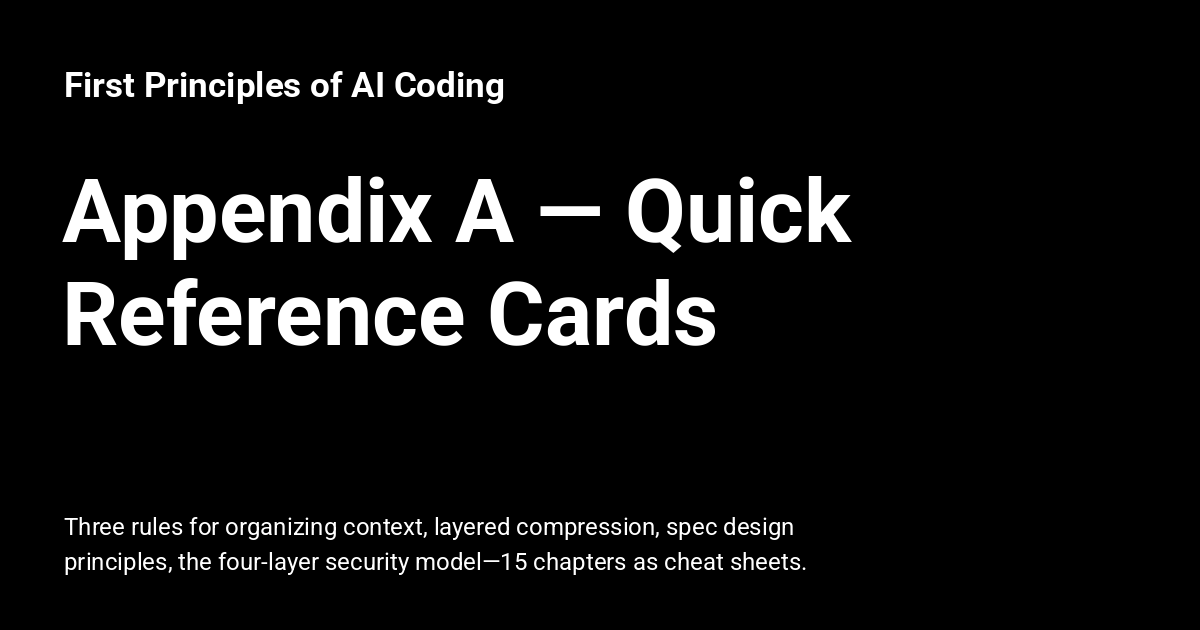 First Principles of AI Coding
Appendix A — Quick
Reference Cards
Three rules for organizing context, layered compression, spec design
principles, the four-layer security model—15 chapters as cheat sheets.